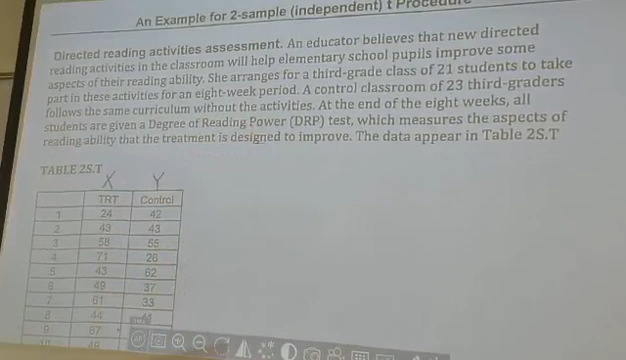 An Example for 2-sample (independent) t Procedure
Directed reading activities assessment. An educator believes that new directed
reading activities in the classroom will help elementary school pupils improve some
aspects of their reading ability. She arranges for a third-grade class of 21 students to take
part in these activities for an eight-week period. A control classroom of 23 third-graders
follows the same curriculum without the activities. At the end of the eight weeks, all
students are given a Degree of Reading Power (DRP) test, which measures the aspects of
reading ability that the treatment is designed to improve. The data appear in Table 2S.T
TABLE 2S.T
X Y
TRT Control
1 24 42
2 43 43
3 58 55
4 71 26
5 43 62
6 49 37
7 61 33
8 44
9 67
10 49